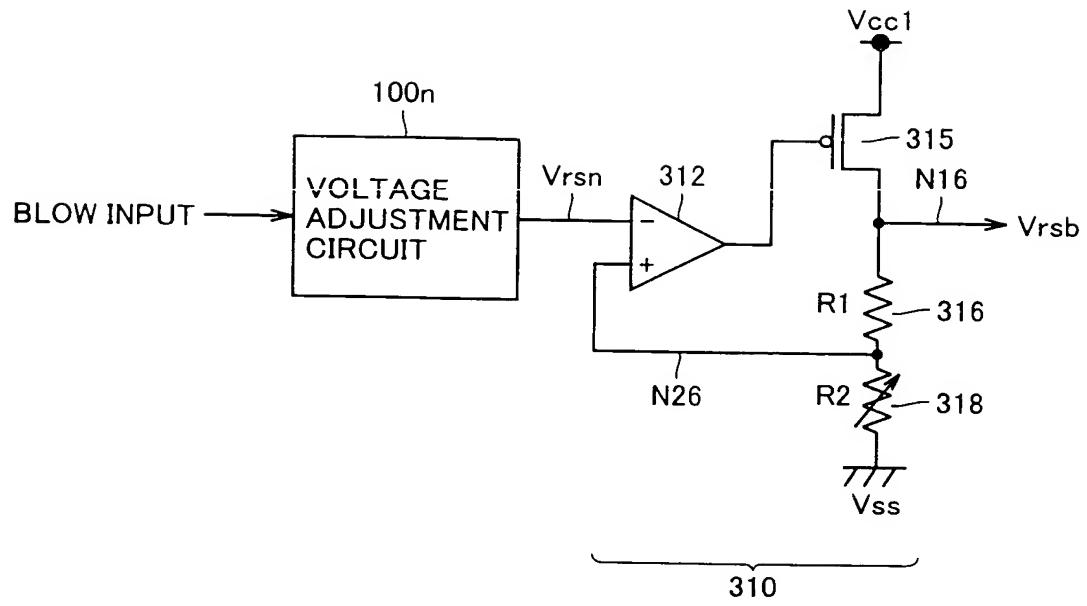 Vcc1
100n
315
Vrsn
312
N16
VOLTAGE
ADJUSTMENT
CIRCUIT
BLOW INPUT
−
Vrsb
+
R1
316
N26
R2
318
Vss
310